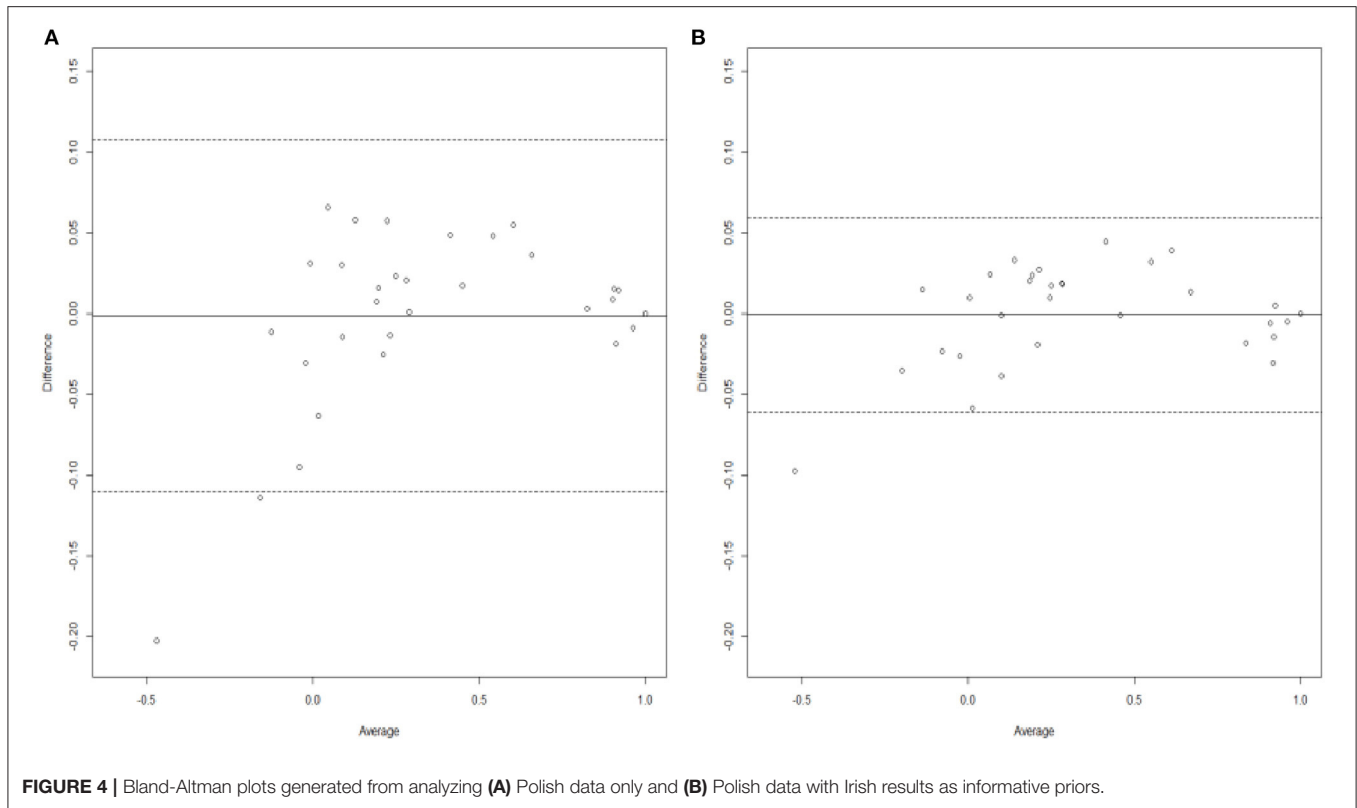 A
B
0.15
0.10
0.05
0.00
-0.05
-0.10
-0.15
-0.20
Difference
-0.5 0.0 0.5 1.0
Average
0.15
0.10
0.05
0.00
-0.05
-0.10
-0.15
-0.20
Difference
-0.5 0.0 0.5 1.0
Average
FIGURE 4 | Bland-Altman plots generated from analyzing (A) Polish data only and (B) Polish data with Irish results as informative priors.